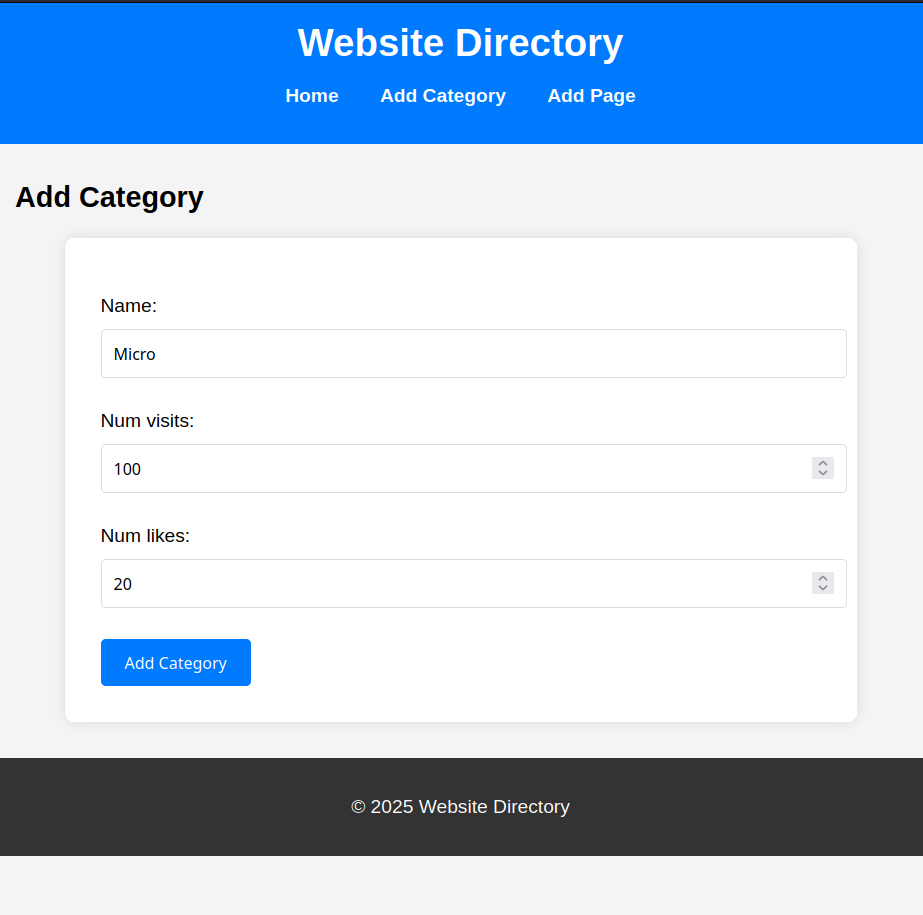 Website Directory
Home Add Category Add Page
Add Category
Name:
Micro
Num visits:
100
Num likes:
20
Add Category
© 2025 Website Directory